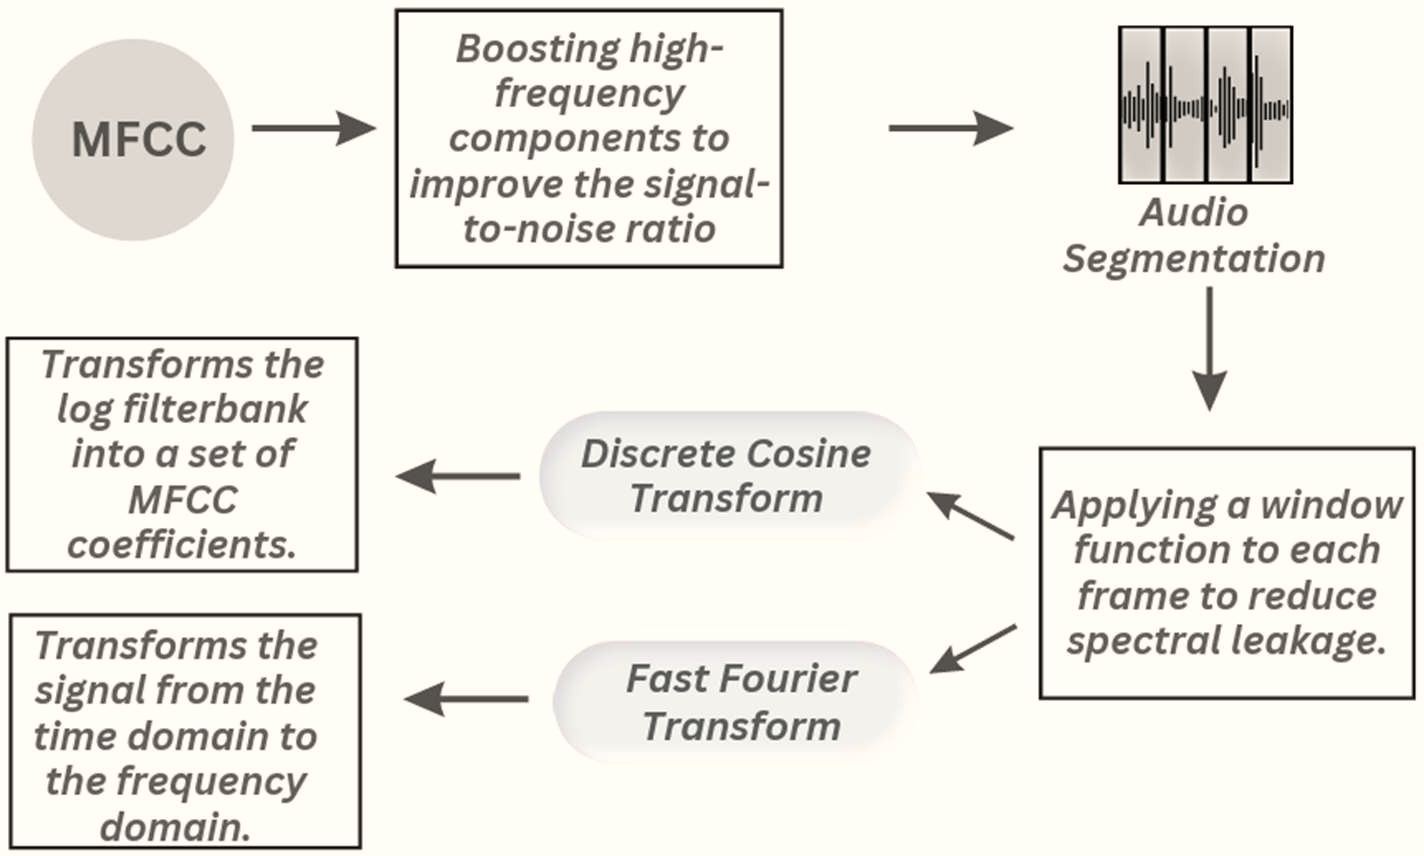 MFCC
Boosting high-
frequency
components to
improve the signal-
to-noise ratio
Audio
Segmentation
Applying a window
function to each
frame to reduce
spectral leakage.
Discrete Cosine
Transform
Transforms the
log filterbank
into a set of
MFCC
coefficients.
Fast Fourier
Transform
Transforms the
signal from the
time domain to
the frequency
domain.